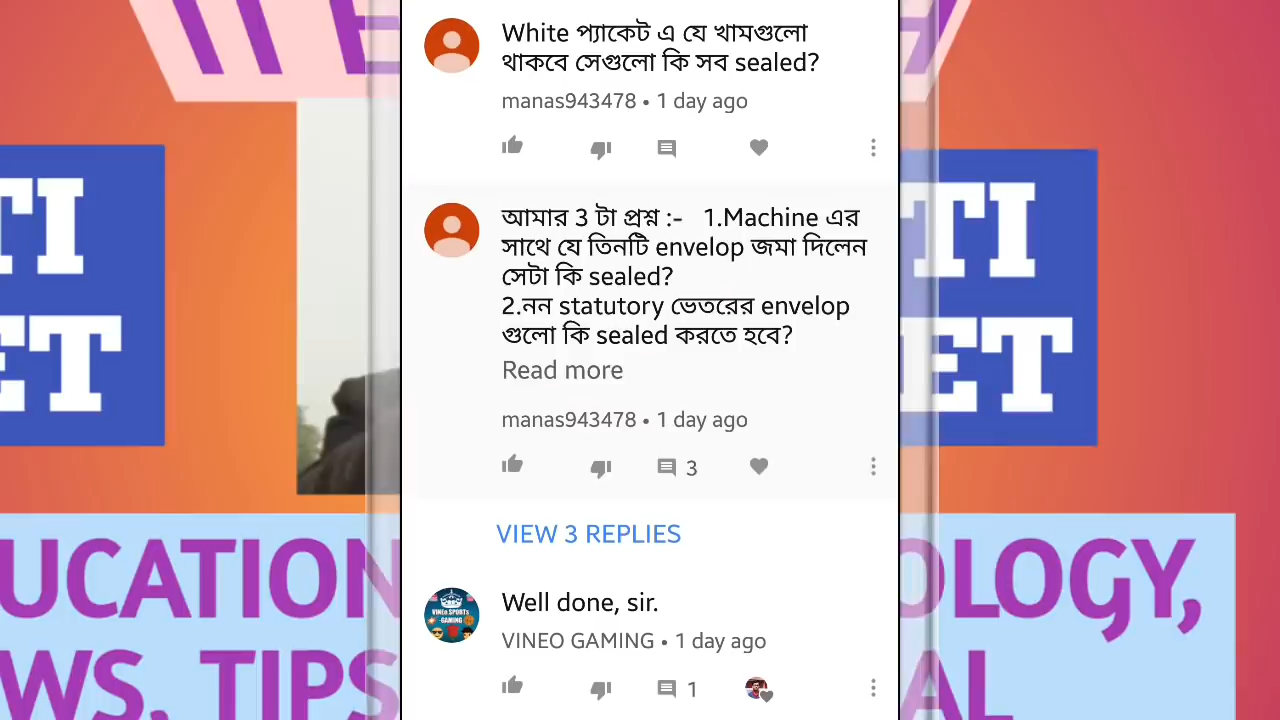 White প্যাকেট এ যে খামগুলো
থাকবে সেগুলো কি সব sealed?
manas943478 • 1 day ago
আমার 3 টা প্রশ্ন :- 1.Machine এর
সাথে যে তিনটি envelop জমা দিলেন
সেটা কি sealed?
2.নন statutory ভেতরের envelop
গুলো কি sealed করতে হবে?
Read more
manas943478 • 1 day ago
3
VIEW 3 REPLIES
Well done, sir.
VINEO GAMING • 1 day ago
1
TI
TI
ET
ET
UCATION
OLOGY,
WS, TIPS
AL